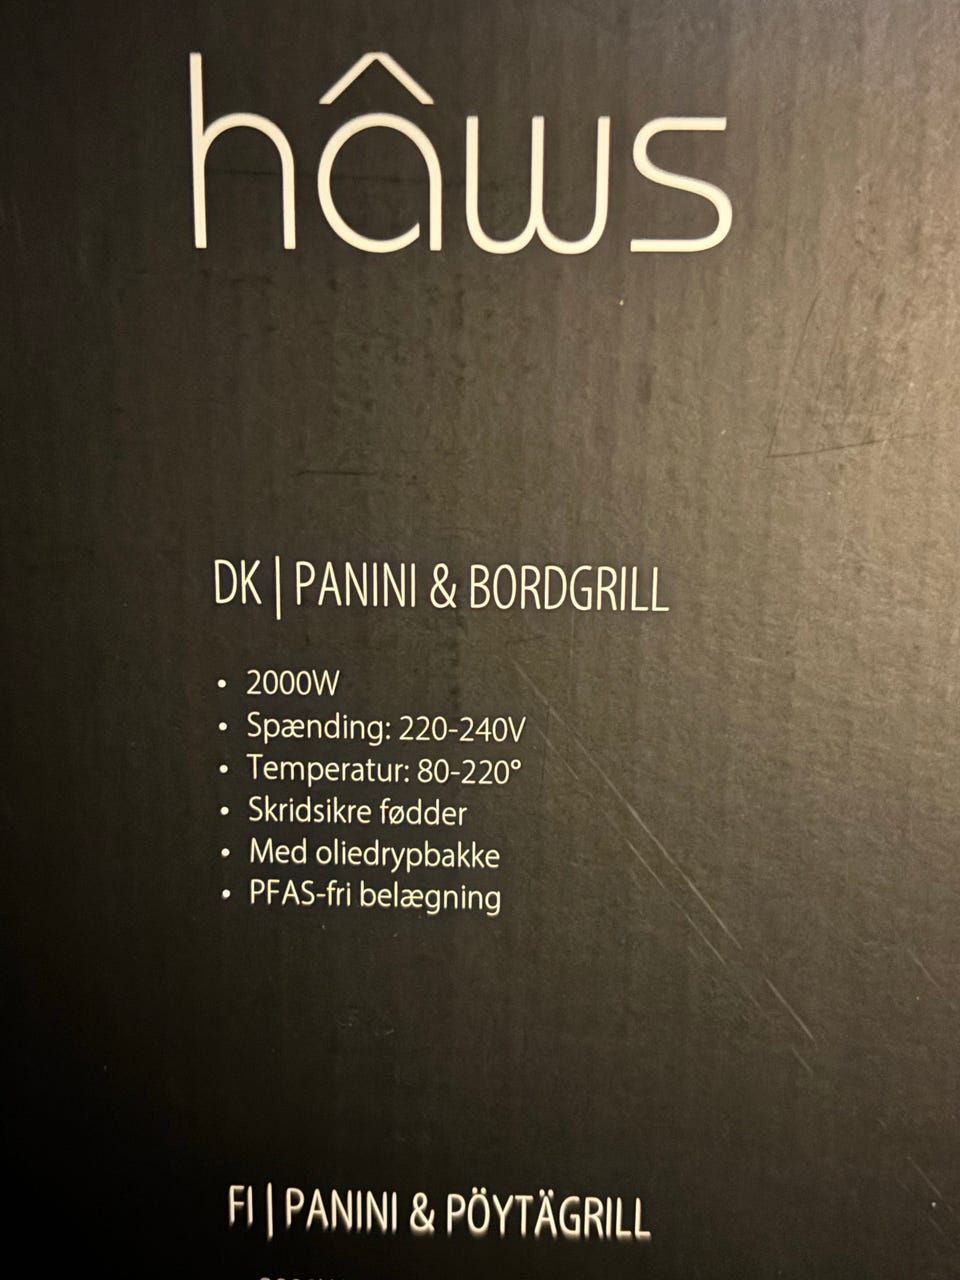 hâws
DK | PANINI & BORDGRILL
• 2000W
• Spænding: 220-240V
• Temperatur: 80-220°
• Skridsikre fødder
• Med oliedrypbakke
• PFAS-fri belægning
FI | PANINI & PÖYTÄGRILL